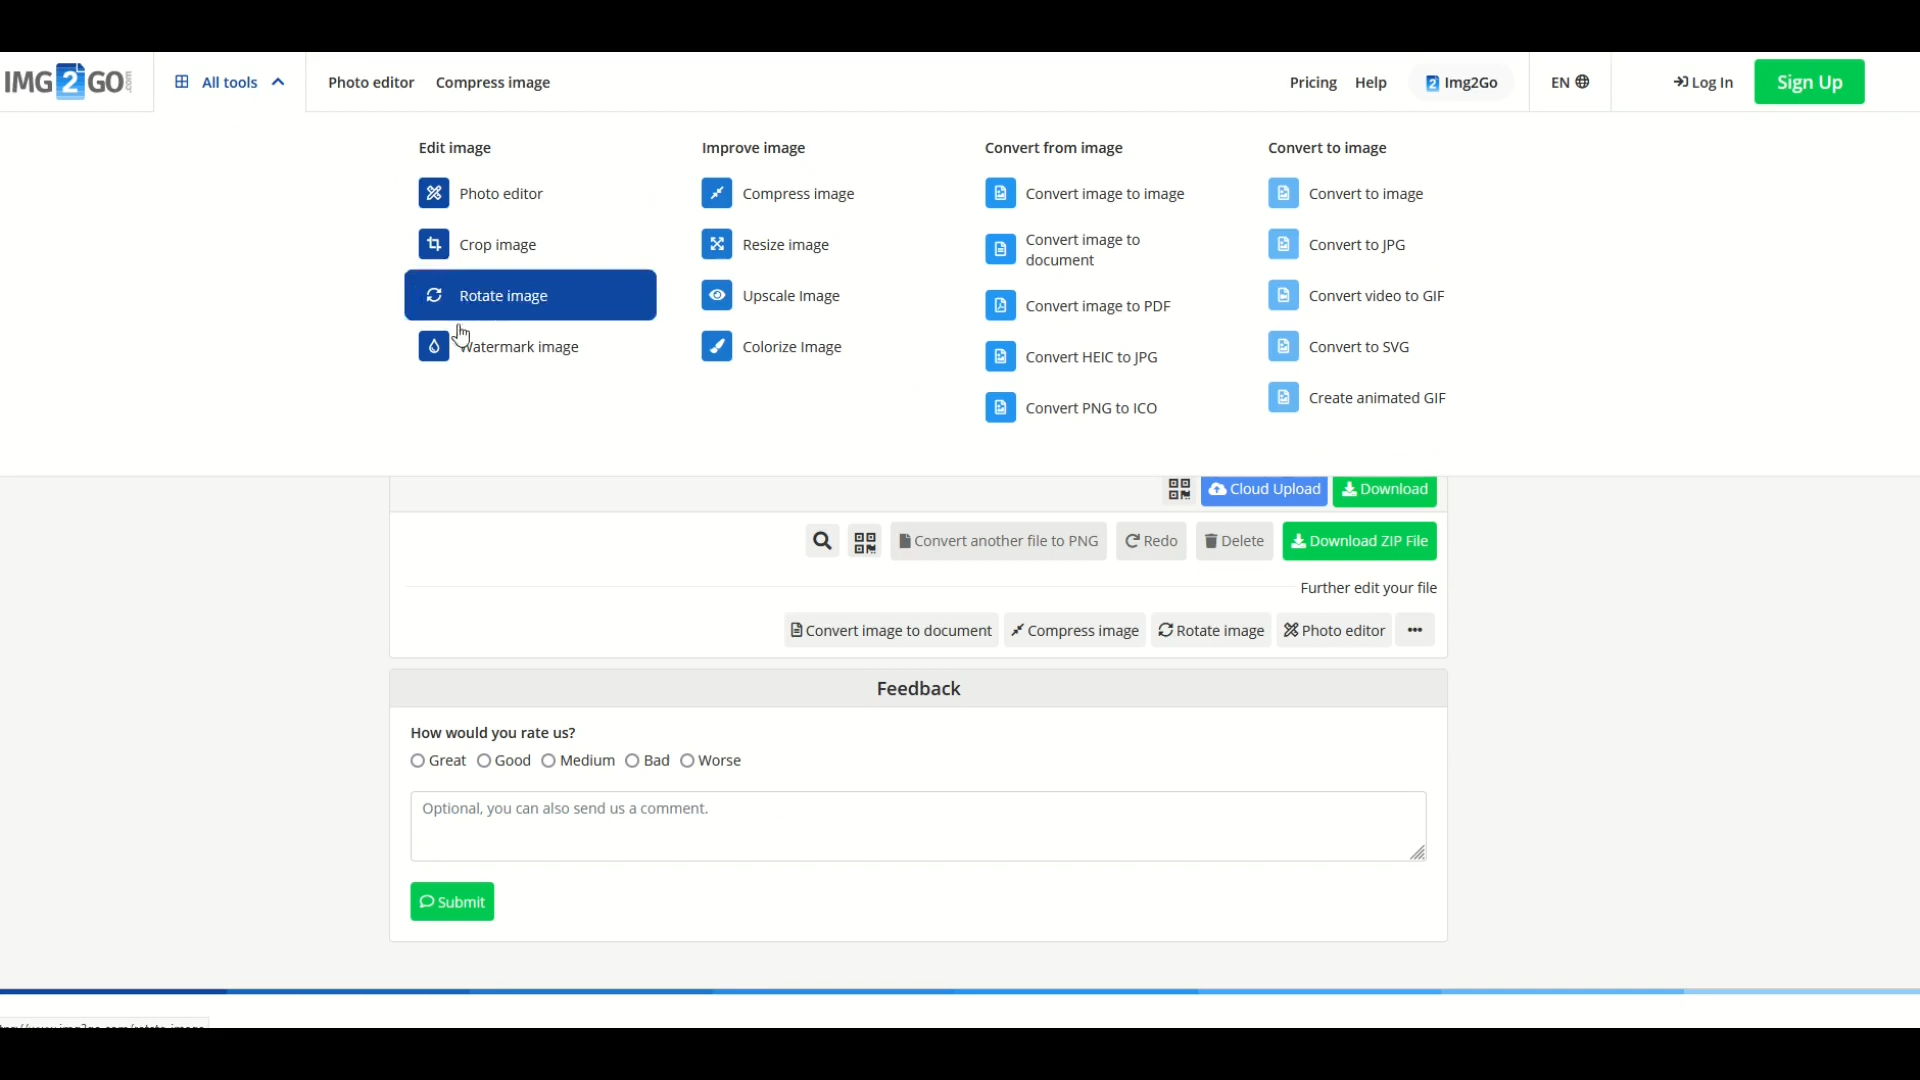 IMG2GO.com
All tools
Photo editor
Compress image
Pricing
Help
Img2Go
EN
Log In
Sign Up
Edit image
Photo editor
Crop image
Rotate image
Watermark image
Improve image
Compress image
Resize image
Upscale Image
Colorize Image
Convert from image
Convert image to image
Convert image to
document
Convert image to PDF
Convert HEIC to JPG
Convert PNG to ICO
Convert to image
Convert to image
Convert to JPG
Convert video to GIF
Convert to SVG
Create animated GIF
Cloud Upload
Download
Convert another file to PNG
Redo
Delete
Download ZIP File
Further edit your file
Convert image to document
Compress image
Rotate image
Photo editor
Feedback
How would you rate us?
Great
Good
Medium
Bad
Worse
Optional, you can also send us a comment.
Submit